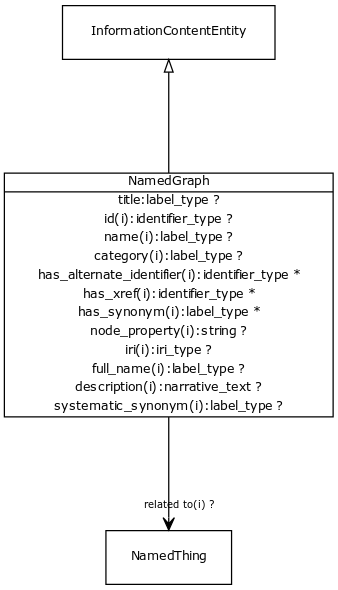 InformationContentEntity
NamedGraph
title:label_type ?
id(i):identifier_type ?
name(i):label_type ?
category(i):label_type ?
has_alternate_identifier(i):identifier_type *
has_xref(i):identifier_type *
has_synonym(i):label_type *
node_property(i):string ?
iri(i):iri_type ?
full_name(i):label_type ?
description(i):narrative_text ?
systematic_synonym(i):label_type ?
related to(i) ?
NamedThing